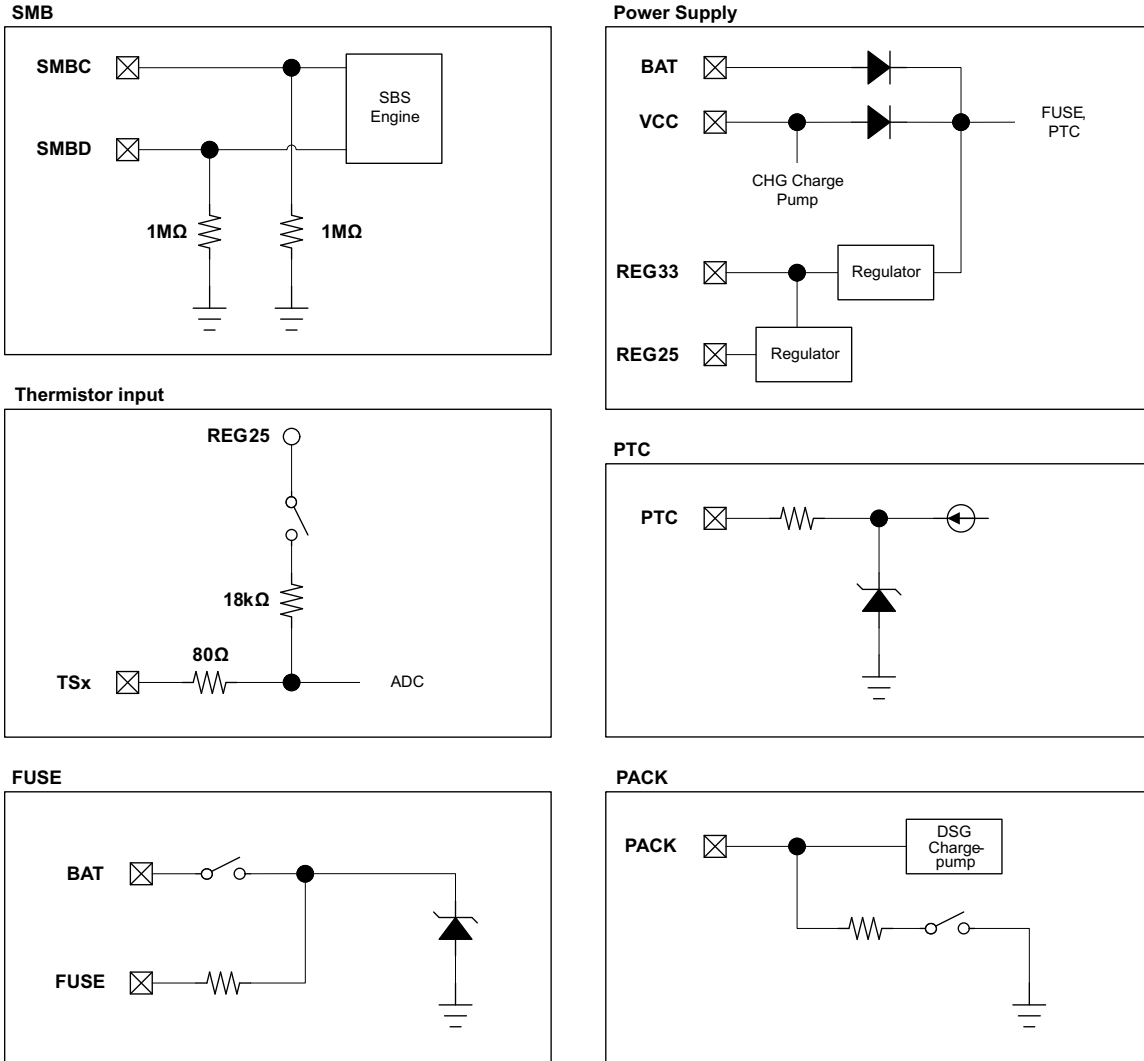 SMB
SMBC
SMBD
SBS
Engine
1MΩ
1MΩ
Power Supply
BAT
VCC
FUSE,
PTC
CHG Charge
Pump
REG33
Regulator
REG25
Regulator
Thermistor input
REG25
18kΩ
80Ω
TSx
ADC
PTC
PTC
FUSE
BAT
FUSE
PACK
PACK
DSG
Charge-
pump